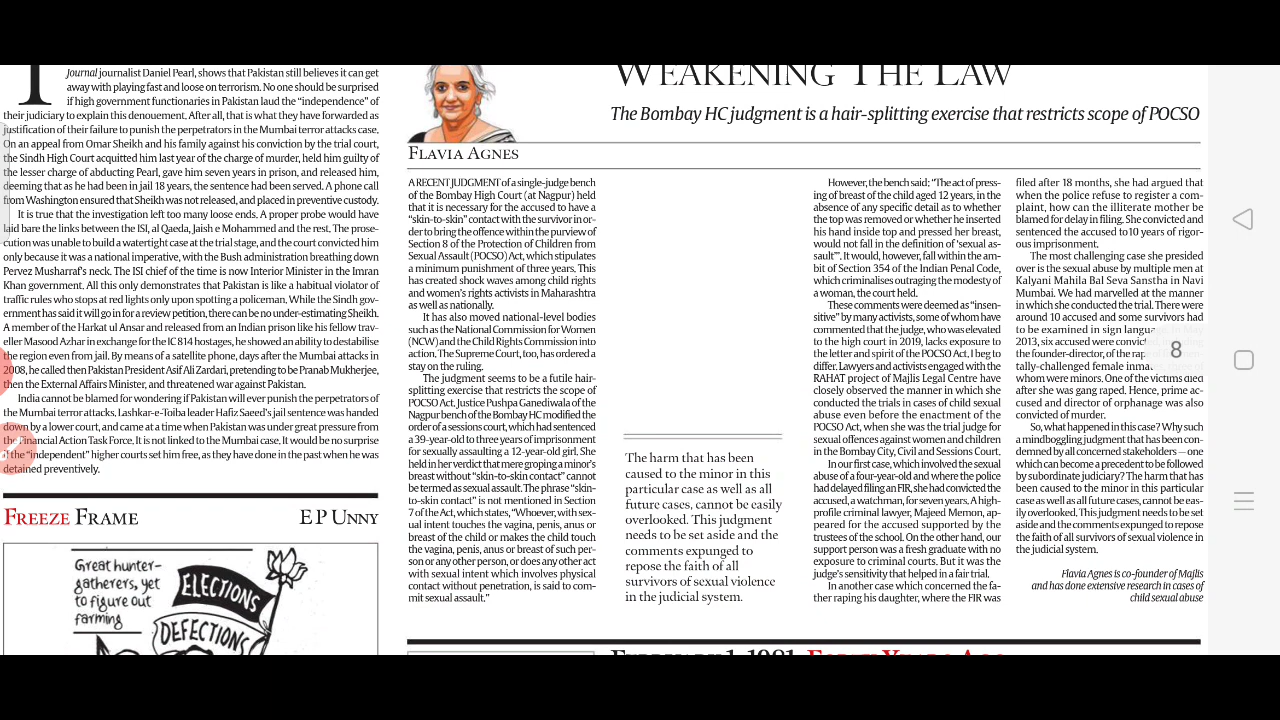 Journal journalist Daniel Pearl, shows that Pakistan still believes it can get
away with playing fast and loose on terrorism. No one should be surprised
if high government functionaries in Pakistan laud the "independence" of
their judiciary to explain this denouement. After all, that is what they have forwarded as
justification of their failure to punish the perpetrators in the Mumbai terror attacks case.
On an appeal from Omar Sheikh and his family against his conviction by the trial court,
the Sindh High Court acquitted him last year of the charge of murder, held him guilty of
the lesser charge of abducting Pearl, gave him seven years in prison, and released him,
deeming that as he had been in jail 18 years, the sentence had been served. A phone call
from Washington ensured that Sheikh was not released, and placed in preventive custody.
It is true that the investigation left too many loose ends. A proper probe would have
laid bare the links between the ISI, al Qaeda, Jaish e Mohammed and the rest. The prose-
cution was unable to build a watertight case at the trial stage, and the court convicted him
only because it was a national imperative, with the Bush administration breathing down
Pervez Musharraf's neck. The ISI chief of the time is now Interior Minister in the Imran
Khan government. All this only demonstrates that Pakistan is like a habitual violator of
traffic rules who stops at red lights only upon spotting a policeman. While the Sindh gov-
ernment has said it will go in for a review petition, there can be no under-estimating Sheikh.
A member of the Harkat ul Ansar and released from an Indian prison like his fellow trav-
eller Masood Azhar in exchange for the IC 814 hostages, he showed an ability to destabilise
the region even from jail. By means of a satellite phone, days after the Mumbai attacks in
2008, he called then Pakistan President Asif Ali Zardari, pretending to be Pranab Mukherjee,
then the External Affairs Minister, and threatened war against Pakistan.
India cannot be blamed for wondering if Pakistan will ever punish the perpetrators of
the Mumbai terror attacks. Lashkar-e-Toiba leader Hafiz Saeed's jail sentence was handed
down by a lower court, and came at a time when Pakistan was under great pressure from
the Financial Action Task Force. It is not linked to the Mumbai case. It would be no surprise
if the "independent" higher courts set him free, as they have done in the past when he was
detained preventively.
FREEZE FRAME
E P UNNY
Great hunter-
gatherers, yet
to figure out
farming
ELECTIONS
DEFECTIONS
WEAKENING THE LAW
The Bombay HC judgment is a hair-splitting exercise that restricts scope of POCSO
FLAVIA AGNES
A RECENT JUDGMENT of a single-judge bench
of the Bombay High Court (at Nagpur) held
that it is necessary for the accused to have a
"skin-to-skin" contact with the survivor in or-
der to bring the offence within the purview of
Section 8 of the Protection of Children from
Sexual Assault (POCSO) Act, which stipulates
a minimum punishment of three years. This
has created shock waves among child rights
and women's rights activists in Maharashtra
as well as nationally.
It has also moved national-level bodies
such as the National Commission for Women
(NCW) and the Child Rights Commission into
action. The Supreme Court, too, has ordered a
stay on the ruling.
The judgment seems to be a futile hair-
splitting exercise that restricts the scope of
POCSO Act. Justice Pushpa Ganediwala of the
Nagpur bench of the Bombay HC modified the
order of a sessions court, which had sentenced
a 39-year-old to three years of imprisonment
for sexually assaulting a 12-year-old girl. She
held in her verdict that mere groping a minor's
breast without "skin-to-skin contact" cannot
be termed as sexual assault. The phrase "skin-
to-skin contact" is not mentioned in Section
7 of the Act, which states, "Whoever, with sex-
ual intent touches the vagina, penis, anus or
breast of the child or makes the child touch
the vagina, penis, anus or breast of such per-
son or any other person, or does any other act
with sexual intent which involves physical
contact without penetration, is said to com-
mit sexual assault."
The harm that has been
caused to the minor in this
particular case as well as all
future cases, cannot be easily
overlooked. This judgment
needs to be set aside and the
comments expunged to
repose the faith of all
survivors of sexual violence
in the judicial system.
However, the bench said: "The act of press-
ing of breast of the child aged 12 years, in the
absence of any specific detail as to whether
the top was removed or whether he inserted
his hand inside top and pressed her breast,
would not fall in the definition of 'sexual as-
sault'". It would, however, fall within the am-
bit of Section 354 of the Indian Penal Code,
which criminalises outraging the modesty of
a woman, the court held.
These comments were deemed as "insen-
sitive" by many activists, some of whom have
commented that the judge, who was elevated
to the high court in 2019, lacks exposure to
the letter and spirit of the POCSO Act, I beg to
differ. Lawyers and activists engaged with the
RAHAT project of Majlis Legal Centre have
closely observed the manner in which she
conducted the trials in cases of child sexual
abuse even before the enactment of the
POCSO Act, when she was the trial judge for
sexual offences against women and children
in the Bombay City, Civil and Sessions Court.
In our first case, which involved the sexual
abuse of a four-year-old and where the police
had delayed filing an FIR, she had convicted the
accused, a watchman, for seven years. A high-
profile criminal lawyer, Majeed Memon, ap-
peared for the accused supported by the
trustees of the school. On the other hand, our
support person was a fresh graduate with no
exposure to criminal courts. But it was the
judge's sensitivity that helped in a fair trial.
In another case which concerned the fa-
ther raping his daughter, where the FIR was
filed after 18 months, she had argued that
when the police refuse to register a com-
plaint, how can the illiterate mother be
blamed for delay in filing. She convicted and
sentenced the accused to10 years of rigor-
ous imprisonment.
The most challenging case she presided
over is the sexual abuse by multiple men at
Kalyani Mahila Bal Seva Sanstha in Navi
Mumbai. We had marvelled at the manner
in which she conducted the trial. There were
around 10 accused and some survivors had
to be examined in sign language. In May
2013, six accused were convicted, including
the founder-director, of the rape of
tally-challenged female
whom were minors. One of the victims died
after she was gang raped. Hence, prime ac-
cused and director of orphanage was also
convicted of murder.
So, what happened in this case? Why such
a mindboggling judgment that has been con-
demned by all concerned stakeholders — one
which can become a precedent to be followed
by subordinate judiciary? The harm that has
been caused to the minor in this particular
case as well as all future cases, cannot be eas-
ily overlooked. This judgment needs to be set
aside and the comments expunged to repose
the faith of all survivors of sexual violence in
the judicial system.
Flavia Agnes is co-founder of Majlis
and has done extensive research in cases of
child sexual abuse
8